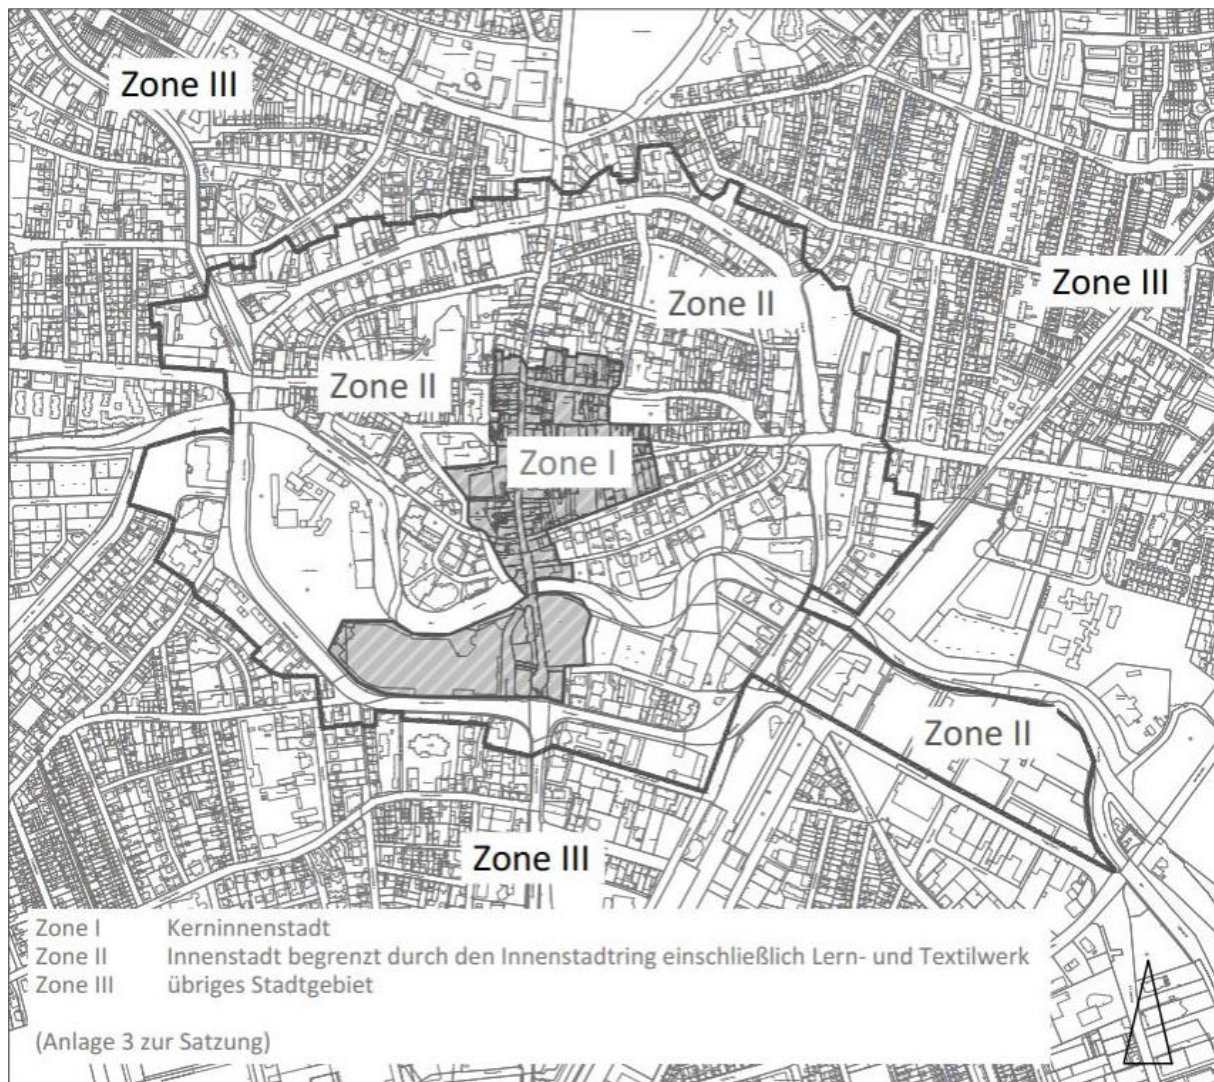 Zone III
Zone II
Zone III
Zone II
Zone I
Zone II
Zone III
Zone I Kerninnenstadt
Zone II Innenstadt begrenzt durch den Innenstadtring einschließlich Lern- und Textilwerk
Zone III übriges Stadtgebiet
(Anlage 3 zur Satzung)